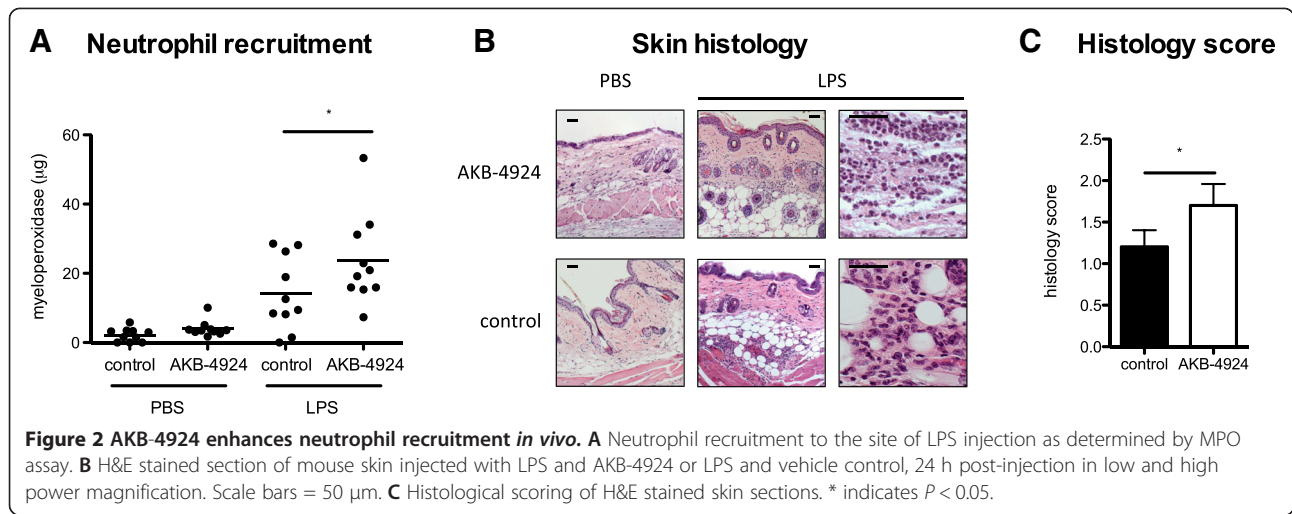 A Neutrophil recruitment
*
myeloperoxidase (µg)
60
40
20
0
control AKB-4924 control AKB-4924
PBS LPS
B Skin histology
PBS LPS
AKB-4924
control
C Histology score
*
histology score
2.5
2.0
1.5
1.0
0.5
0.0
control AKB-4924
Figure 2 AKB-4924 enhances neutrophil recruitment in vivo. A Neutrophil recruitment to the site of LPS injection as determined by MPO
assay. B H&E stained section of mouse skin injected with LPS and AKB-4924 or LPS and vehicle control, 24 h post-injection in low and high
power magnification. Scale bars = 50 µm. C Histological scoring of H&E stained skin sections. * indicates P < 0.05.